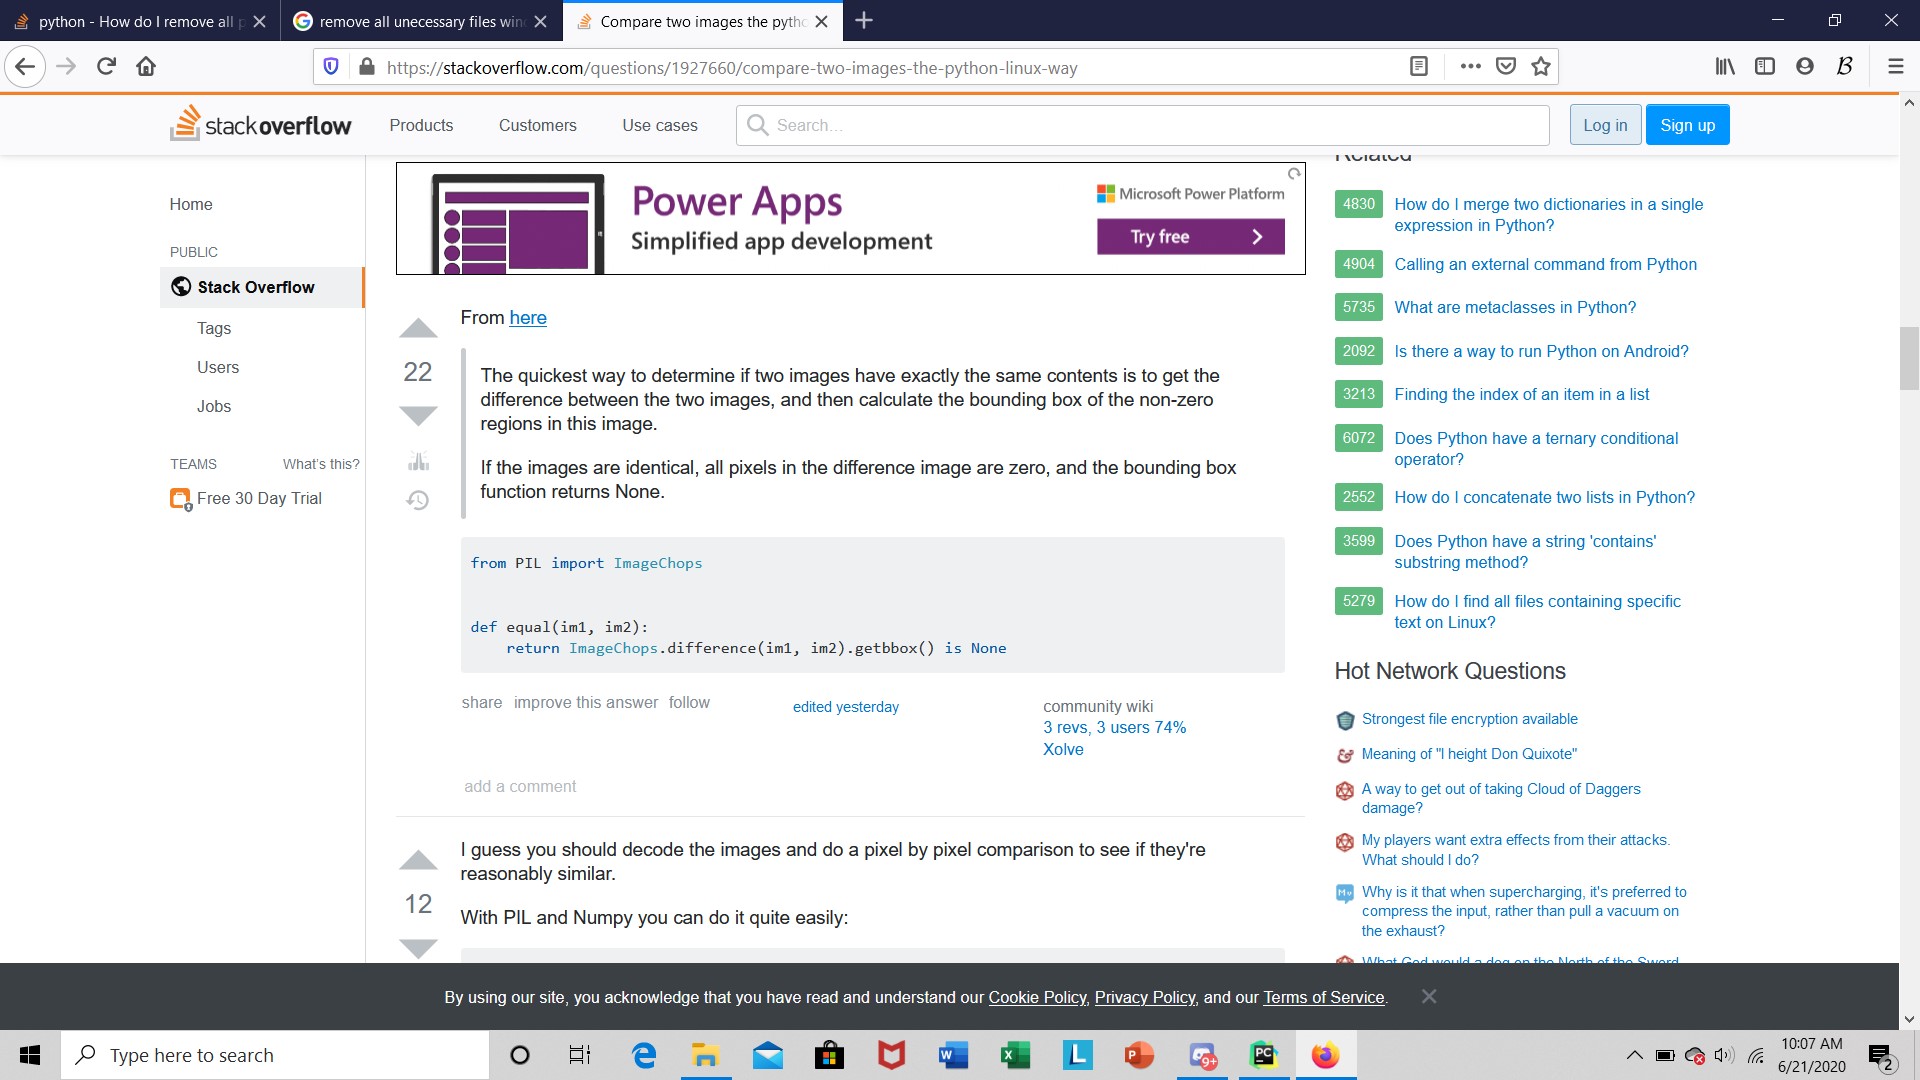 python - How do I remove all p
remove all unecessary files win
Compare two images the pytho
https://stackoverflow.com/questions/1927660/compare-two-images-the-python-linux-way
stackoverflow
Products
Customers
Use cases
Search...
Log in
Sign up
Home
PUBLIC
Stack Overflow
Tags
Users
Jobs
TEAMS
What's this?
Free 30 Day Trial
Power Apps
Simplified app development
Microsoft Power Platform
Try free
From here
22
The quickest way to determine if two images have exactly the same contents is to get the
difference between the two images, and then calculate the bounding box of the non-zero
regions in this image.
If the images are identical, all pixels in the difference image are zero, and the bounding box
function returns None.
from PIL import ImageChops
def equal(im1, im2):
    return ImageChops.difference(im1, im2).getbbox() is None
share improve this answer follow
edited yesterday
community wiki
3 revs, 3 users 74%
Xolve
add a comment
12
I guess you should decode the images and do a pixel by pixel comparison to see if they're
reasonably similar.
With PIL and Numpy you can do it quite easily:
Related
4830 How do I merge two dictionaries in a single
expression in Python?
4904 Calling an external command from Python
5735 What are metaclasses in Python?
2092 Is there a way to run Python on Android?
3213 Finding the index of an item in a list
6072 Does Python have a ternary conditional
operator?
2552 How do I concatenate two lists in Python?
3599 Does Python have a string 'contains'
substring method?
5279 How do I find all files containing specific
text on Linux?
Hot Network Questions
Strongest file encryption available
Meaning of "I height Don Quixote"
A way to get out of taking Cloud of Daggers
damage?
My players want extra effects from their attacks.
What should I do?
Why is it that when supercharging, it's preferred to
compress the input, rather than pull a vacuum on
the exhaust?
What God would a dog on the North of the Sword
By using our site, you acknowledge that you have read and understand our Cookie Policy, Privacy Policy, and our Terms of Service.
Type here to search
10:07 AM
6/21/2020
2